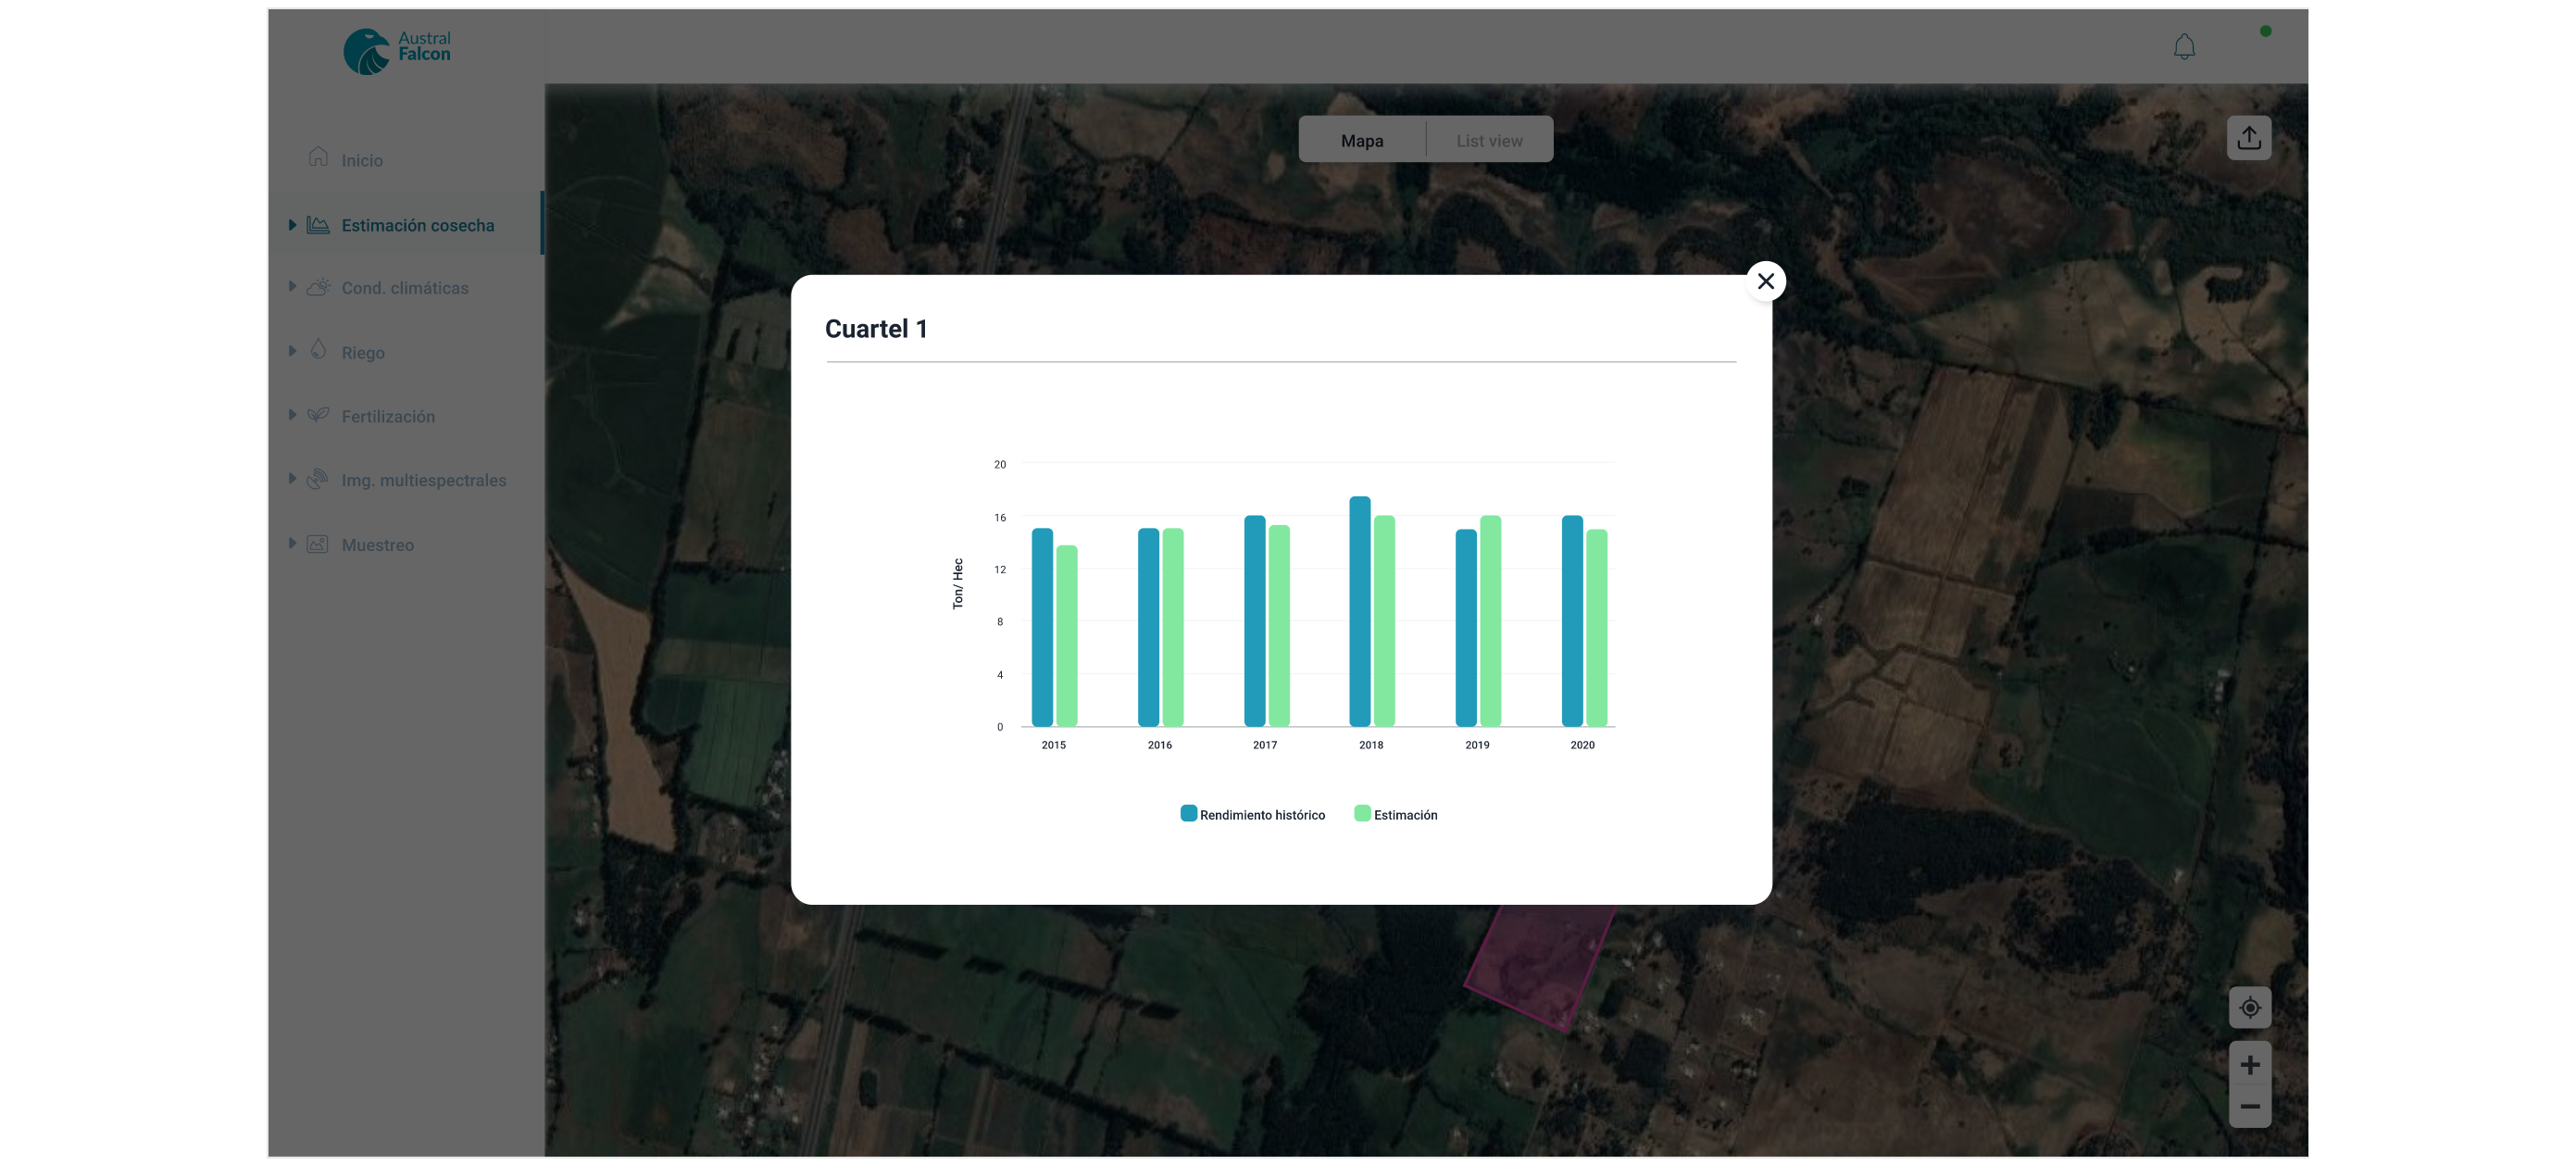 Austral
Falcon
Inicio
Estimación cosecha
Cond. climáticas
Riego
Fertilización
Img. multiespectrales
Muestreo
Mapa
List view
Cuartel 1
20
16
12
8
4
0
Ton/ Hec
2015
2016
2017
2018
2019
2020
Rendimiento histórico
Estimación